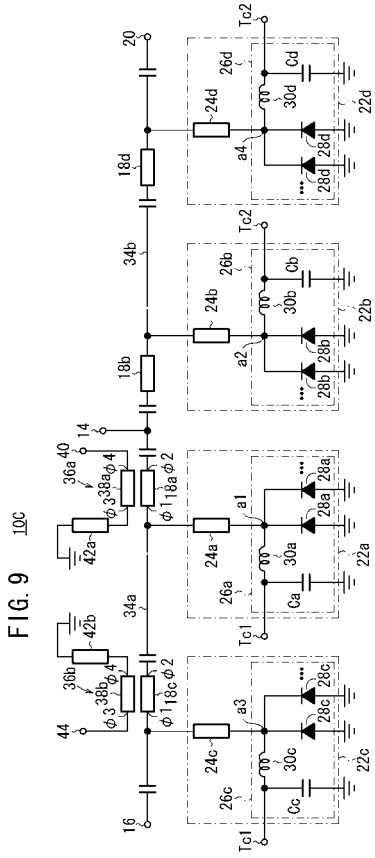 FIG. 9
10C
44
36b
42b
42a
36a
40
φ3
38b
φ4
φ3
38a
φ4
16
φ1
18c
φ2
34a
φ1
18a
φ2
14
18b
34b
18d
20
24c
24a
24b
24d
26c
a3
26a
a1
a2
26b
a4
26d
Tc1
Tc1
Tc2
Tc2
30c
30a
30b
30d
Cc
28c
28c
Ca
28a
28a
28b
28b
Cb
28d
28d
Cd
22c
22a
22b
22d